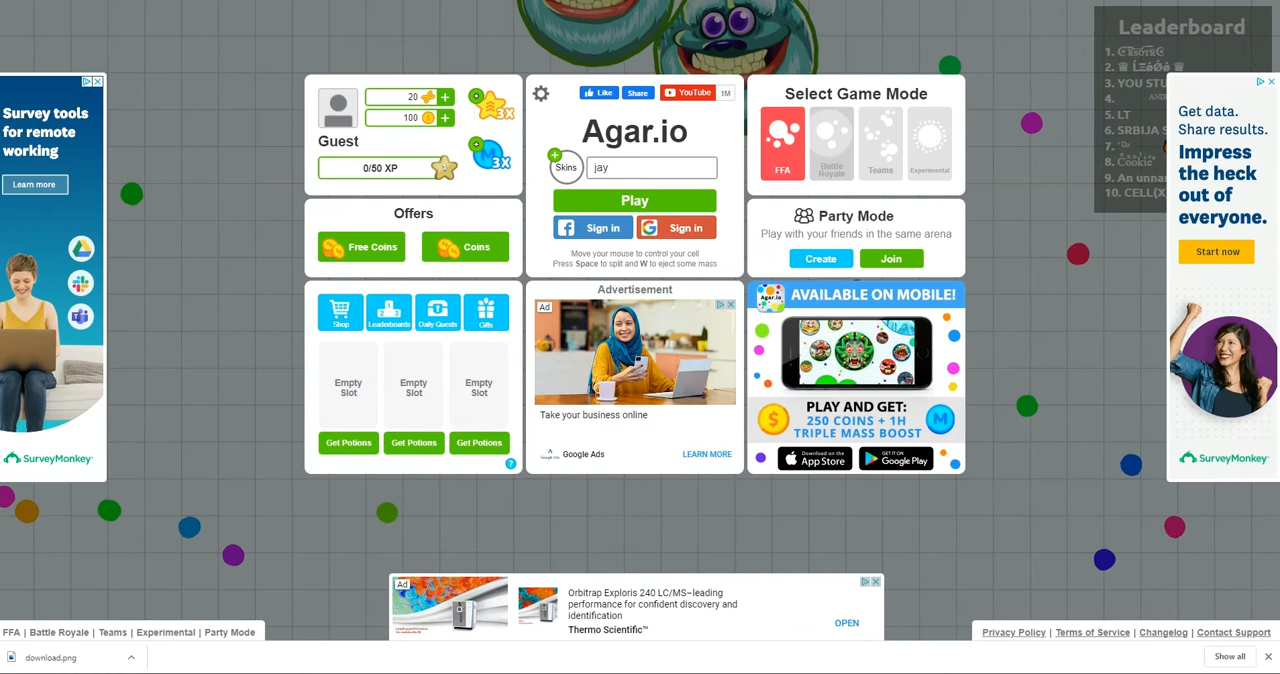 Leaderboard
2. ♛
3. YOU STU
4.
5. LT
6. SRBIJA S
7.
8. Cookie
9. An unna
10. CELL(X
Survey tools
for remote
working
Learn more
SurveyMonkey
20
100
3X
Guest
M 3X
0/50 XP
1
Offers
Free Coins
Coins
Shop
Leaderboards
Daily Quests
Gifts
Empty
Slot
Empty
Slot
Empty
Slot
Get Potions
Get Potions
Get Potions
?
Like
Share
YouTube
1M
Agar.io
Skins
jay
Play
Sign in
Sign in
Move your mouse to control your cell
Press Space to split and W to eject some mass
Advertisement
Ad
Take your business online
Google Ads
LEARN MORE
Select Game Mode
FFA
Battle
Royale
Teams
Experimental
Party Mode
Play with your friends in the same arena
Create
Join
Agar.io
AVAILABLE ON MOBILE!
PLAY AND GET:
250 COINS + 1H
TRIPLE MASS BOOST
$
M
Download on the
App Store
GET IT ON
Google Play
Get data.
Share results.
Impress
the heck
out of
everyone.
Start now
SurveyMonkey
Ad
Orbitrap Exploris 240 LC/MS–leading
performance for confident discovery and
identification
Thermo Scientific™
OPEN
FFA | Battle Royale | Teams | Experimental | Party Mode
Privacy Policy | Terms of Service | Changelog | Contact Support
download.png
Show all